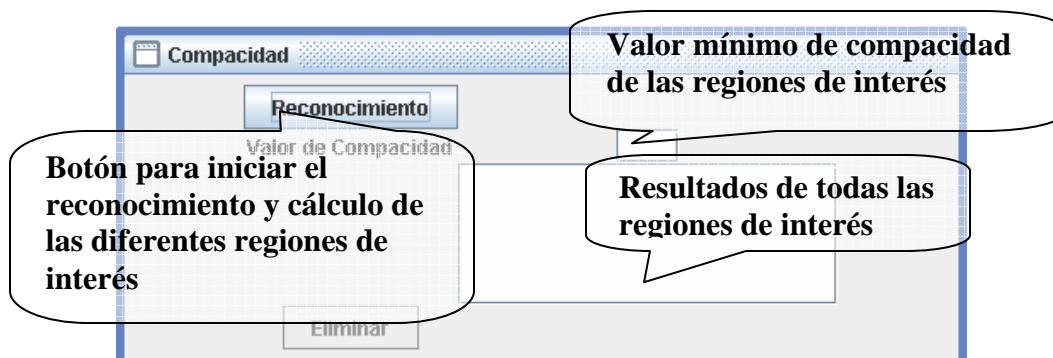 Compacidad
Valor mínimo de compacidad
de las regiones de interés
Reconocimiento
Valor de Compacidad
Botón para iniciar el
reconocimiento y cálculo de
las diferentes regiones de
interés
Resultados de todas las
regiones de interés
Eliminar